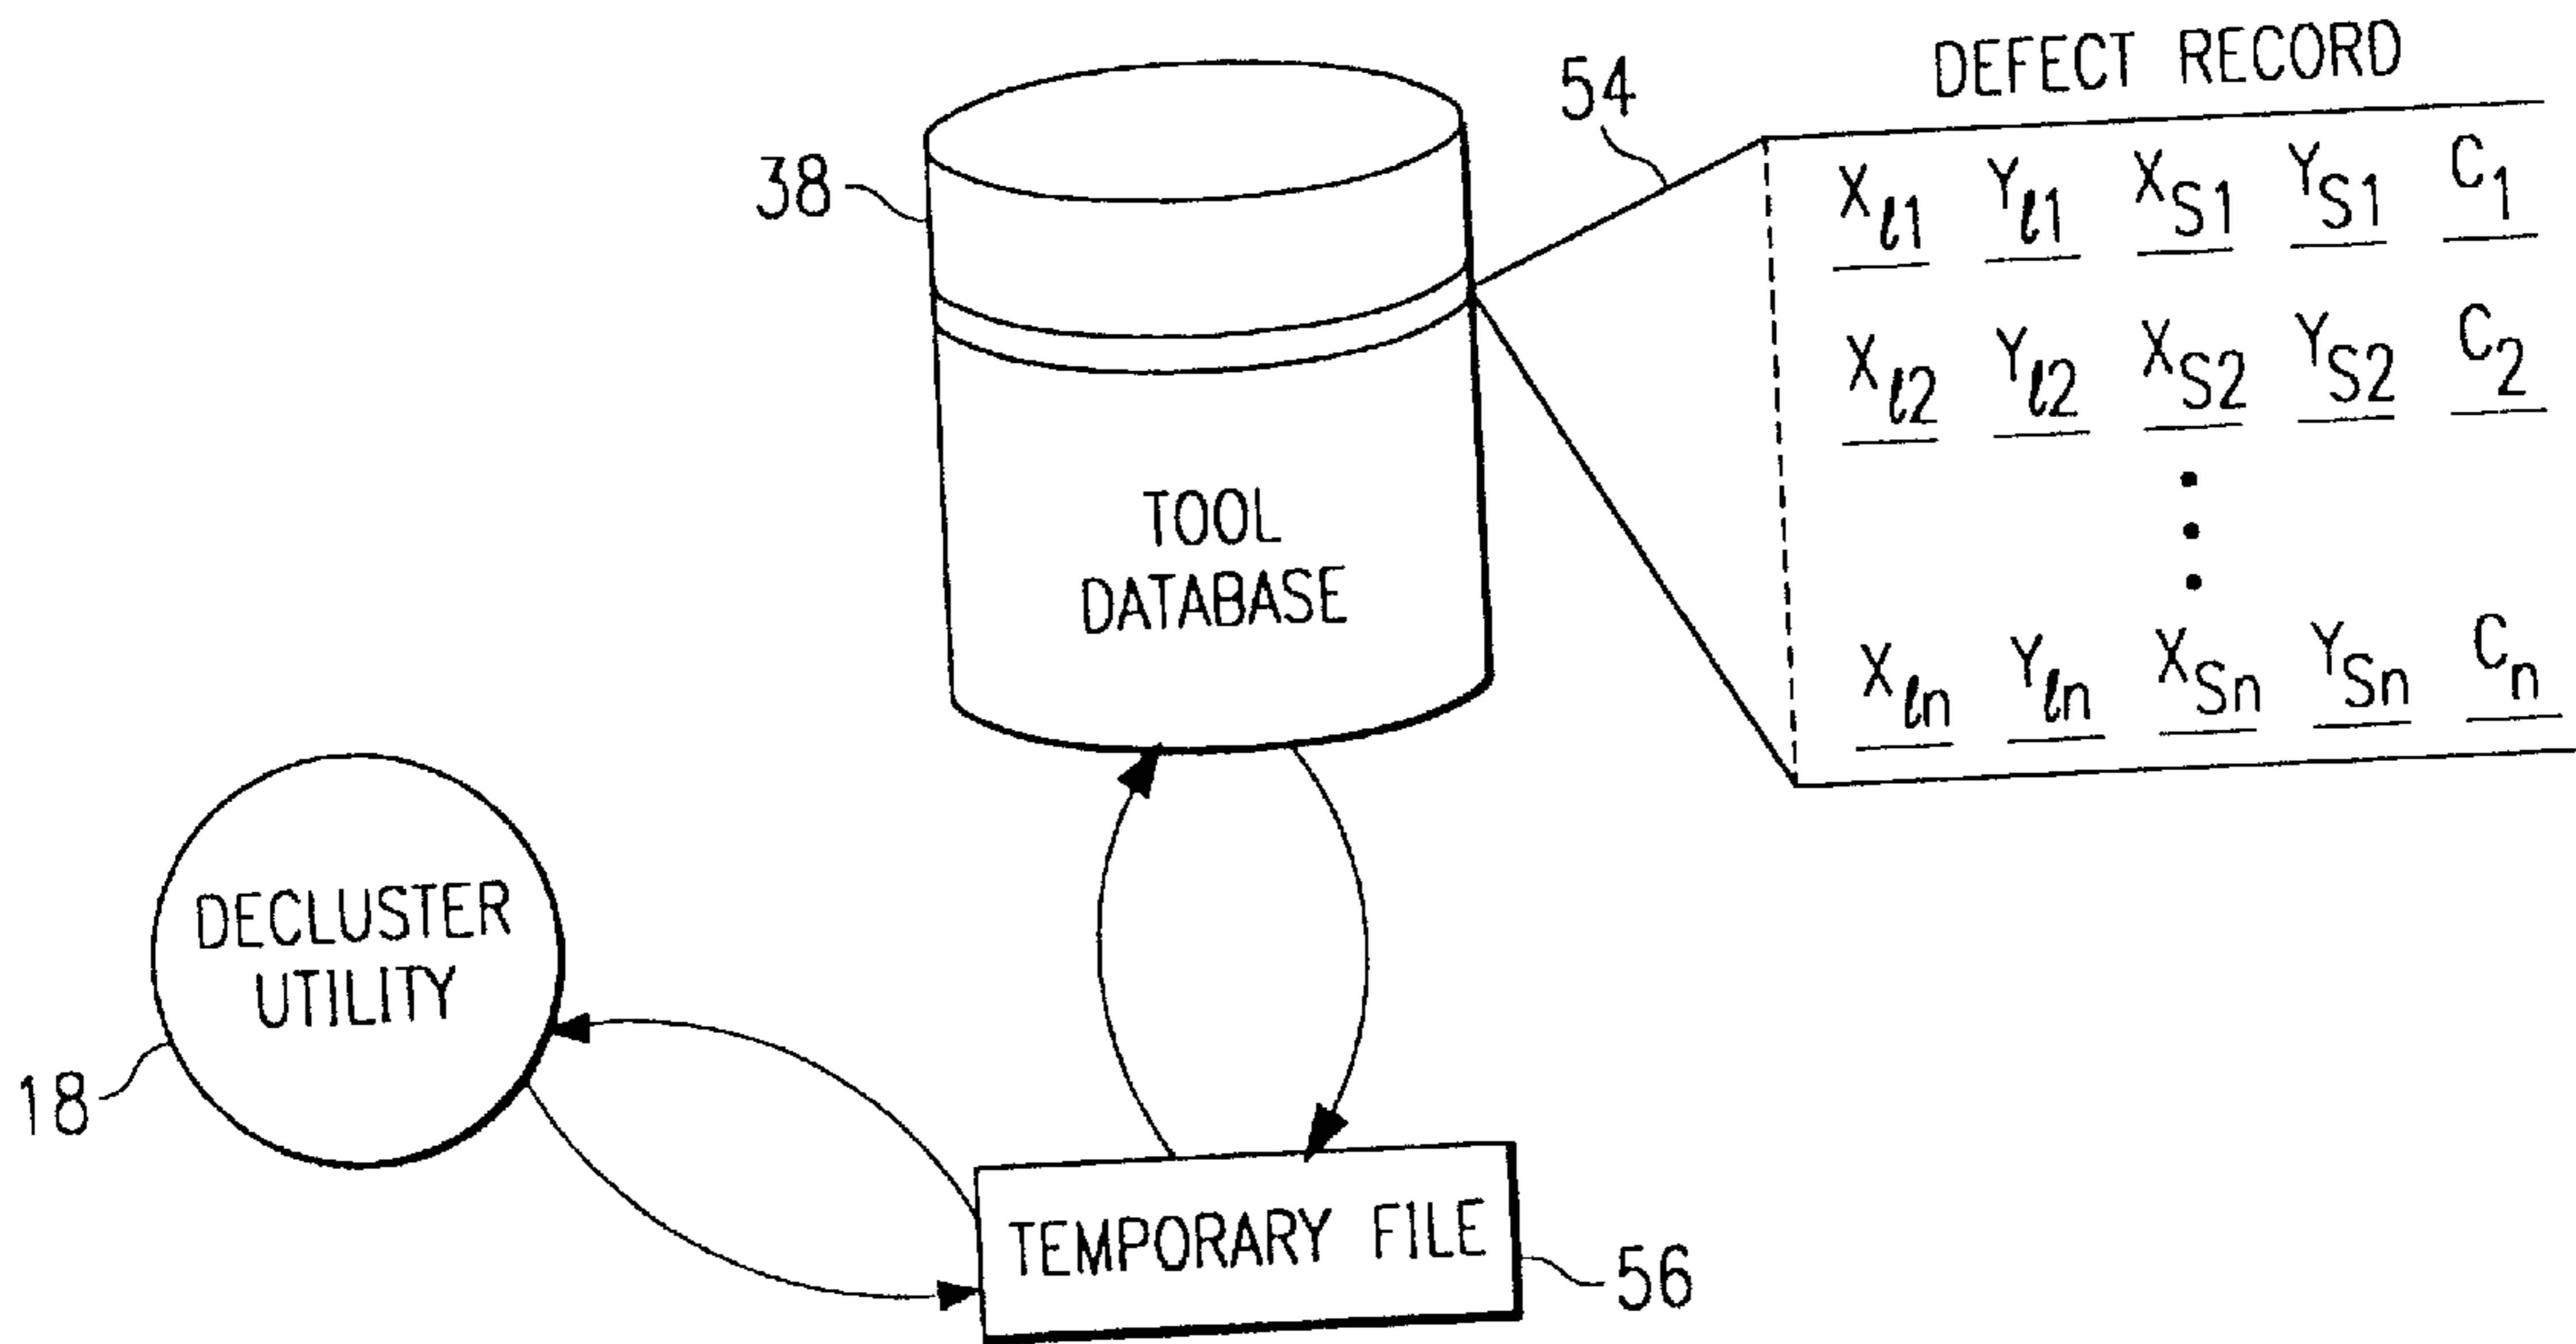 DEFECT RECORD
54
38
X_ℓ1 Y_ℓ1 X_S1 Y_S1 C_1
X_ℓ2 Y_ℓ2 X_S2 Y_S2 C_2
X_ℓn Y_ℓn X_Sn Y_Sn C_n
TOOL
DATABASE
DECLUSTER
UTILITY
18
TEMPORARY FILE
56